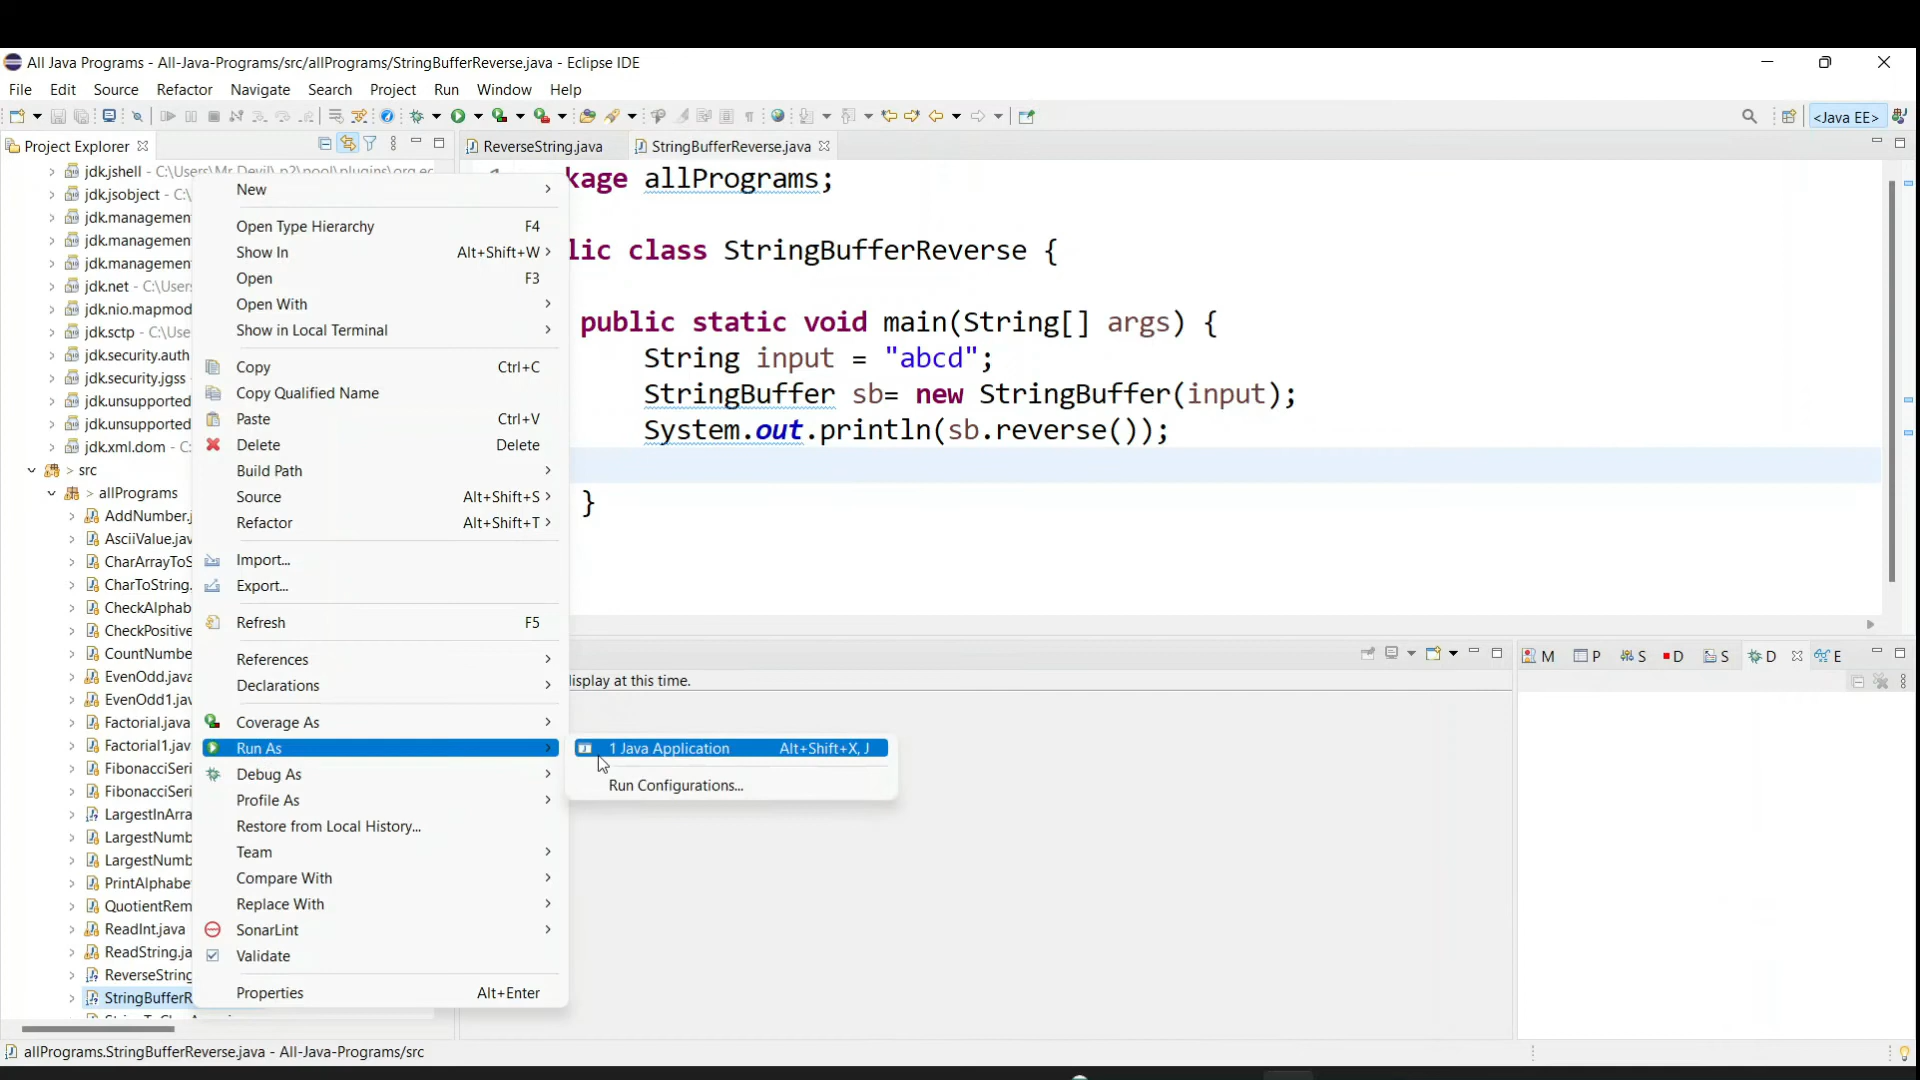 All Java Programs - All-Java-Programs/src/allPrograms/StringBufferReverse.java - Eclipse IDE
File Edit Source Refactor Navigate Search Project Run Window Help
<Java EE>
Project Explorer
ReverseString.java
StringBufferReverse.java
jdk.jshell
jdk.jsobject - C:\
jdk.managemen
jdk.managemen
jdk.managemen
jdk.net - C:\User
jdk.nio.mapmod
jdk.sctp - C:\Use
jdk.security.auth
jdk.security.jgss
jdk.unsupported
jdk.unsupported
jdk.xml.dom - C:
> src
> allPrograms
AddNumber.j
AsciiValue.jav
CharArrayToS
CharToString.
CheckAlphab
CheckPositive
CountNumbe
EvenOdd.java
EvenOdd1.jav
Factorial.java
Factorial1.jav
FibonacciSeri
FibonacciSeri
LargestInArra
LargestNumb
LargestNumb
PrintAlphabe
QuotientRem
ReadInt.java
ReadString.ja
ReverseString
StringBufferR
New
Open Type Hierarchy F4
Show In Alt+Shift+W >
Open F3
Open With
Show in Local Terminal
Copy Ctrl+C
Copy Qualified Name
Paste Ctrl+V
Delete Delete
Build Path
Source Alt+Shift+S >
Refactor Alt+Shift+T >
Import...
Export...
Refresh F5
References
Declarations
Coverage As
Run As
Debug As
Profile As
Restore from Local History...
Team
Compare With
Replace With
SonarLint
Validate
Properties Alt+Enter
1 Java Application Alt+Shift+X, J
Run Configurations...
kage allPrograms;
lic class StringBufferReverse {
public static void main(String[] args) {
String input = "abcd";
StringBuffer sb= new StringBuffer(input);
System.out.println(sb.reverse());
}
isplay at this time.
M P S D S D E
allPrograms.StringBufferReverse.java - All-Java-Programs/src